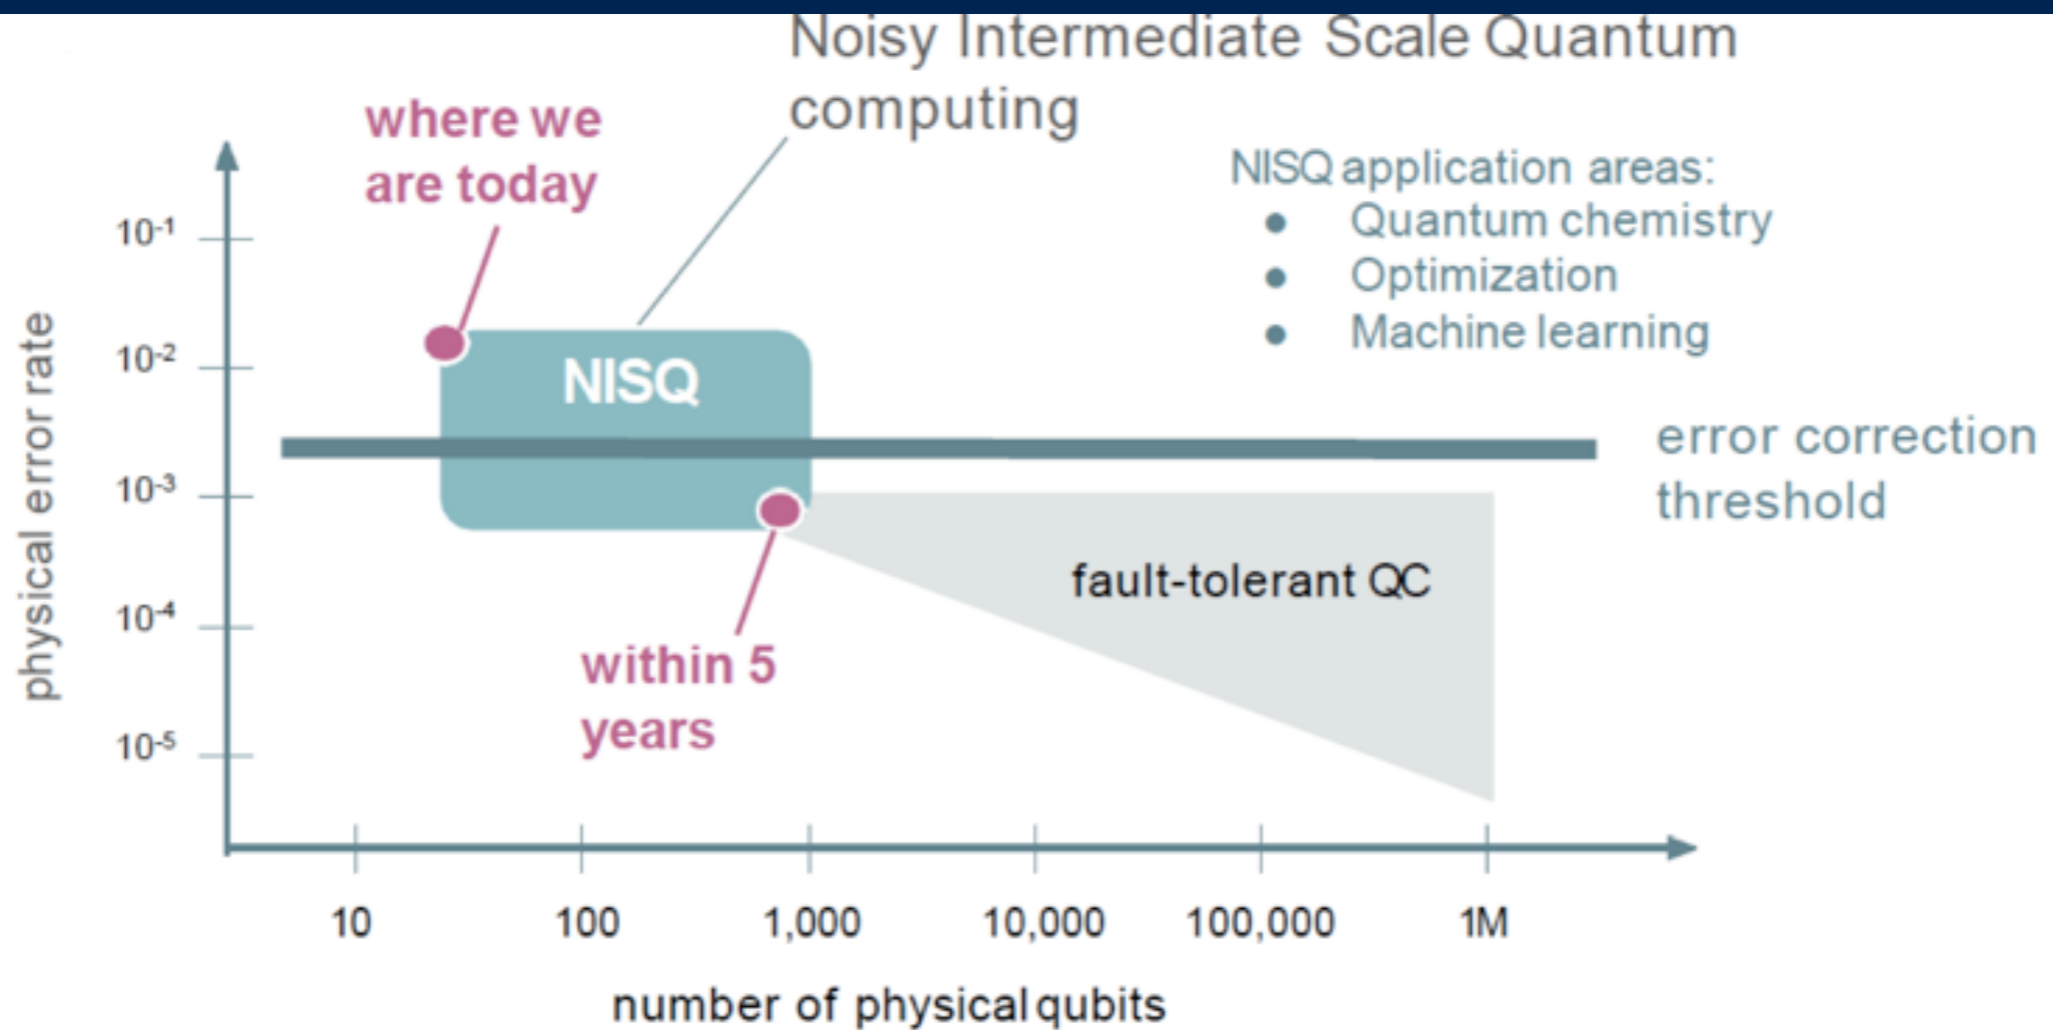 Noisy Intermediate Scale Quantum
computing
where we
are today
NISQ application areas:
● Quantum chemistry
● Optimization
● Machine learning
physical error rate
10-1
10-2
10-3
10-4
10-5
NISQ
error correction
threshold
fault-tolerant QC
within 5
years
10 100 1,000 10,000 100,000 1M
number of physical qubits